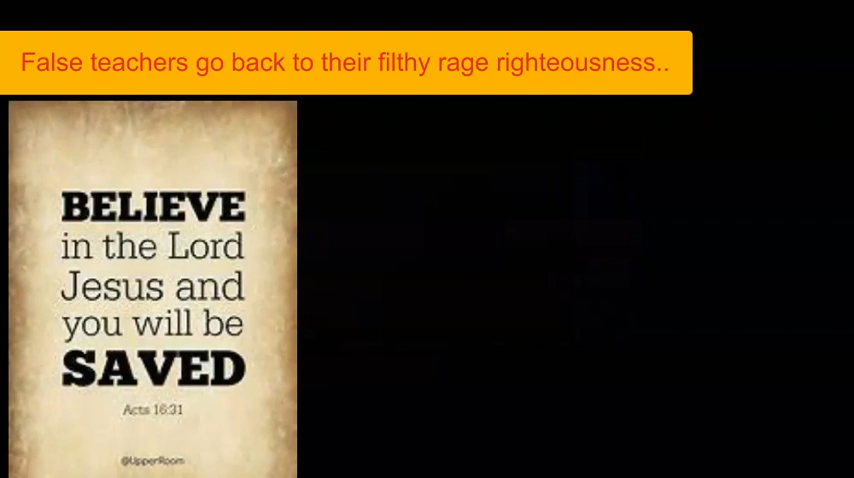 False teachers go back to their filthy rage righteousness..
BELIEVE
in the Lord
Jesus and
you will be
SAVED
Acts 16:31
@UpperRoom